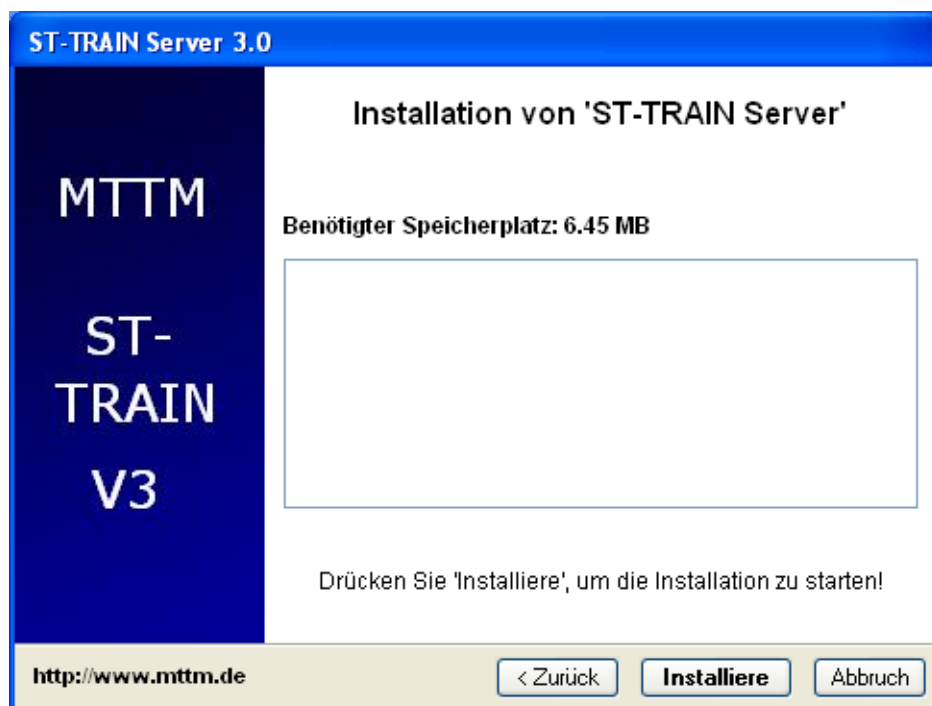 ST-TRAIN Server 3.0
MTTM
ST-
TRAIN
V3
Installation von 'ST-TRAIN Server'
Benötigter Speicherplatz: 6.45 MB
Drücken Sie 'Installiere', um die Installation zu starten!
http://www.mttm.de
< Zurück
Installiere
Abbruch